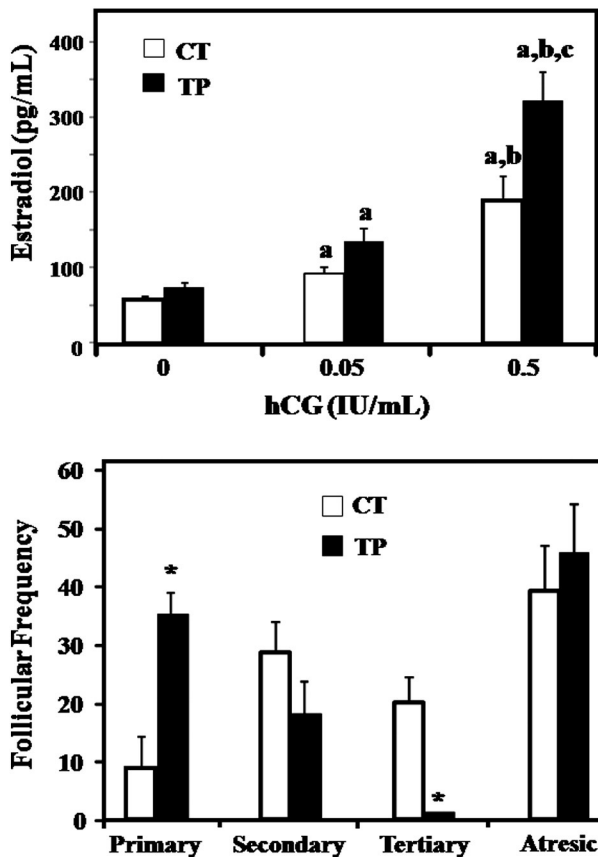 400
300
200
100
0
Estradiol (pg/mL)
CT
TP
a
a
a,b
a,b,c
0 0.05 0.5
hCG (IU/mL)
60
50
40
30
20
10
0
Follicular Frequency
CT
TP
*
*
Primary Secondary Tertiary Atresic